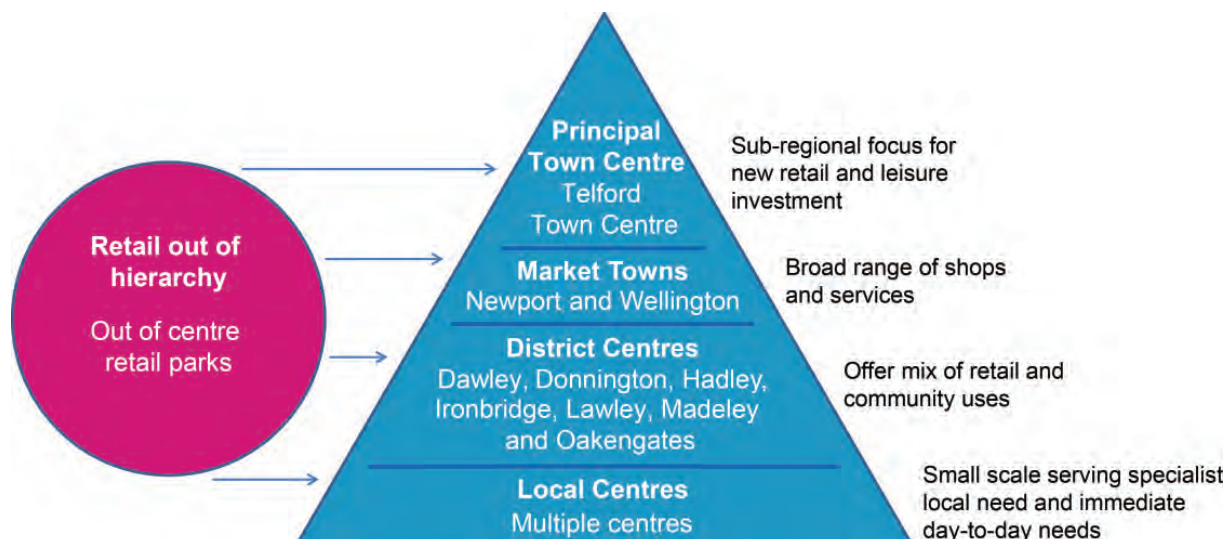 Retail out of
hierarchy
Out of centre
retail parks
Principal
Town Centre
Telford
Town Centre
Sub-regional focus for
new retail and leisure
investment
Market Towns
Newport and Wellington
Broad range of shops
and services
District Centres
Dawley, Donnington, Hadley,
Ironbridge, Lawley, Madeley
and Oakengates
Offer mix of retail and
community uses
Local Centres
Multiple centres
Small scale serving specialist
local need and immediate
day-to-day needs